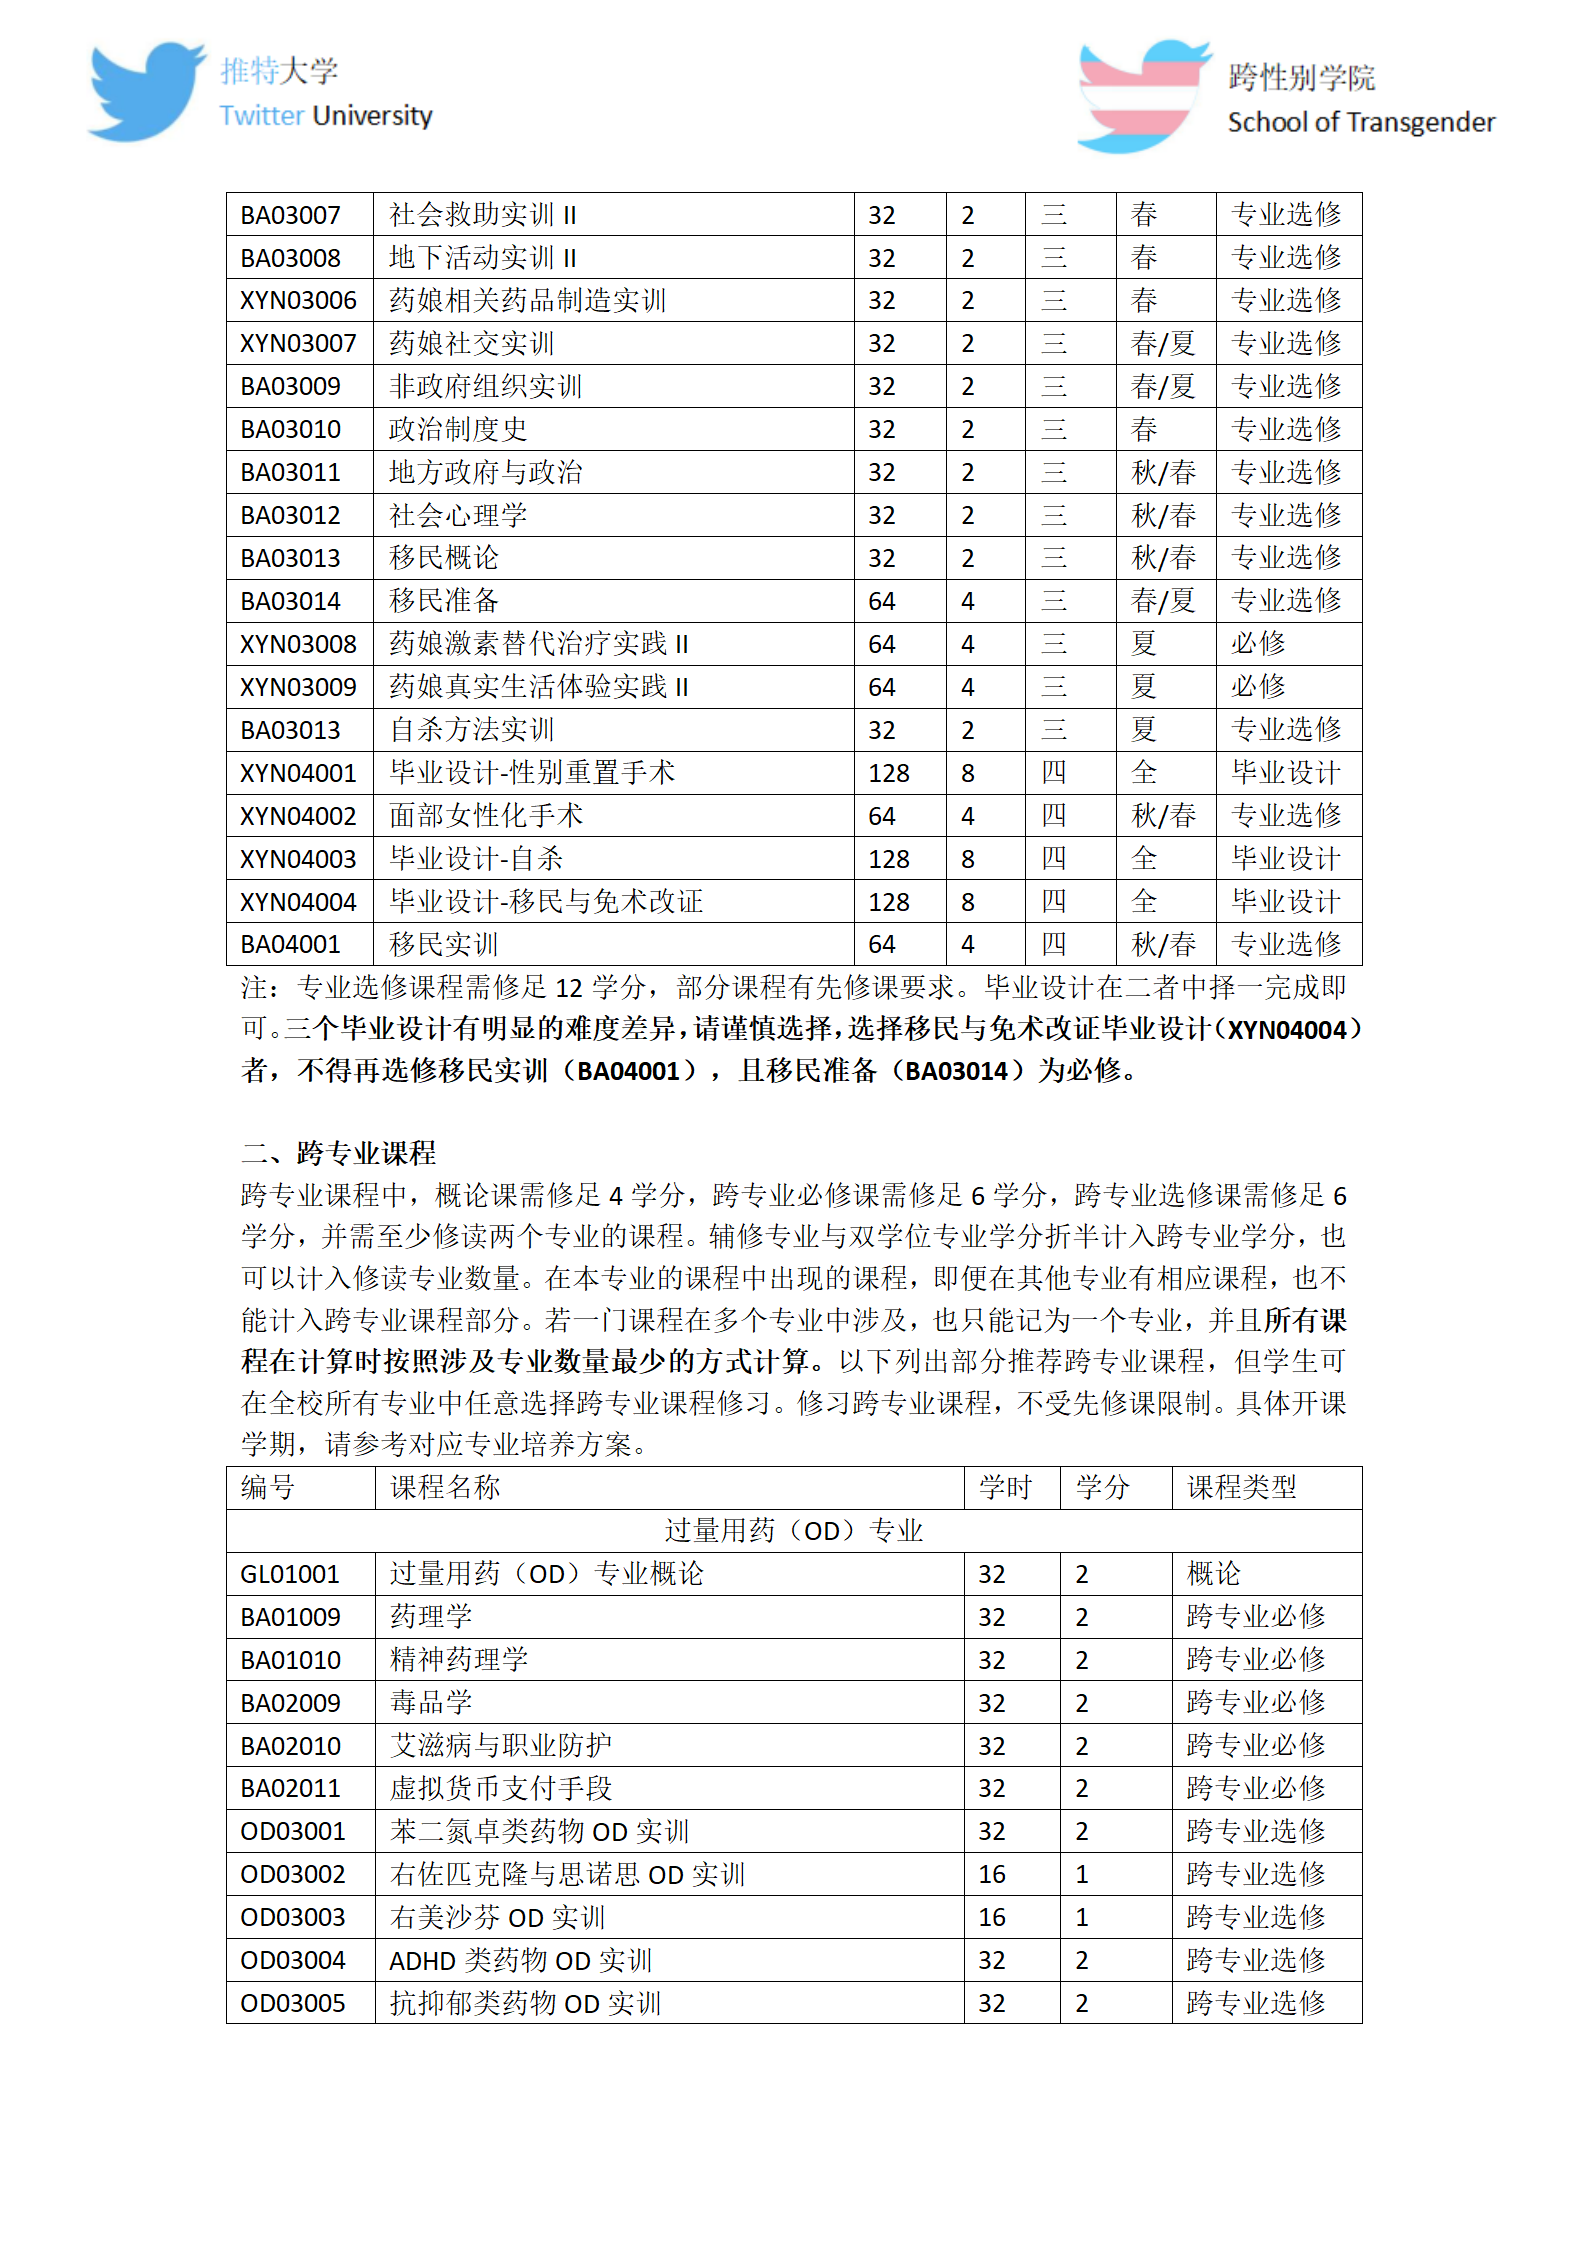 推特大学
Twitter University
跨性别学院
School of Transgender
BA03007 社会救助实训 II 32 2 三 春 专业选修
BA03008 地下活动实训 II 32 2 三 春 专业选修
XYN03006 药娘相关药品制造实训 32 2 三 春 专业选修
XYN03007 药娘社交实训 32 2 三 春/夏 专业选修
BA03009 非政府组织实训 32 2 三 春/夏 专业选修
BA03010 政治制度史 32 2 三 春 专业选修
BA03011 地方政府与政治 32 2 三 秋/春 专业选修
BA03012 社会心理学 32 2 三 秋/春 专业选修
BA03013 移民概论 32 2 三 秋/春 专业选修
BA03014 移民准备 64 4 三 春/夏 专业选修
XYN03008 药娘激素替代治疗实践 II 64 4 三 夏 必修
XYN03009 药娘真实生活体验实践 II 64 4 三 夏 必修
BA03013 自杀方法实训 32 2 三 夏 专业选修
XYN04001 毕业设计-性别重置手术 128 8 四 全 毕业设计
XYN04002 面部女性化手术 64 4 四 秋/春 专业选修
XYN04003 毕业设计-自杀 128 8 四 全 毕业设计
XYN04004 毕业设计-移民与免术改证 128 8 四 全 毕业设计
BA04001 移民实训 64 4 四 秋/春 专业选修
注：专业选修课程需修足 12 学分，部分课程有先修课要求。毕业设计在二者中择一完成即
可。三个毕业设计有明显的难度差异，请谨慎选择，选择移民与免术改证毕业设计（XYN04004）
者，不得再选修移民实训（BA04001），且移民准备（BA03014）为必修。
二、跨专业课程
跨专业课程中，概论课需修足 4 学分，跨专业必修课需修足 6 学分，跨专业选修课需修足 6
学分，并需至少修读两个专业的课程。辅修专业与双学位专业学分折半计入跨专业学分，也
可以计入修读专业数量。在本专业的课程中出现的课程，即便在其他专业有相应课程，也不
能计入跨专业课程部分。若一门课程在多个专业中涉及，也只能记为一个专业，并且所有课
程在计算时按照涉及专业数量最少的方式计算。以下列出部分推荐跨专业课程，但学生可
在全校所有专业中任意选择跨专业课程修习。修习跨专业课程，不受先修课限制。具体开课
学期，请参考对应专业培养方案。
编号 课程名称 学时 学分 课程类型
过量用药（OD）专业
GL01001 过量用药（OD）专业概论 32 2 概论
BA01009 药理学 32 2 跨专业必修
BA01010 精神药理学 32 2 跨专业必修
BA02009 毒品学 32 2 跨专业必修
BA02010 艾滋病与职业防护 32 2 跨专业必修
BA02011 虚拟货币支付手段 32 2 跨专业必修
OD03001 苯二氮卓类药物 OD 实训 32 2 跨专业选修
OD03002 右佐匹克隆与思诺思 OD 实训 16 1 跨专业选修
OD03003 右美沙芬 OD 实训 16 1 跨专业选修
OD03004 ADHD 类药物 OD 实训 32 2 跨专业选修
OD03005 抗抑郁类药物 OD 实训 32 2 跨专业选修